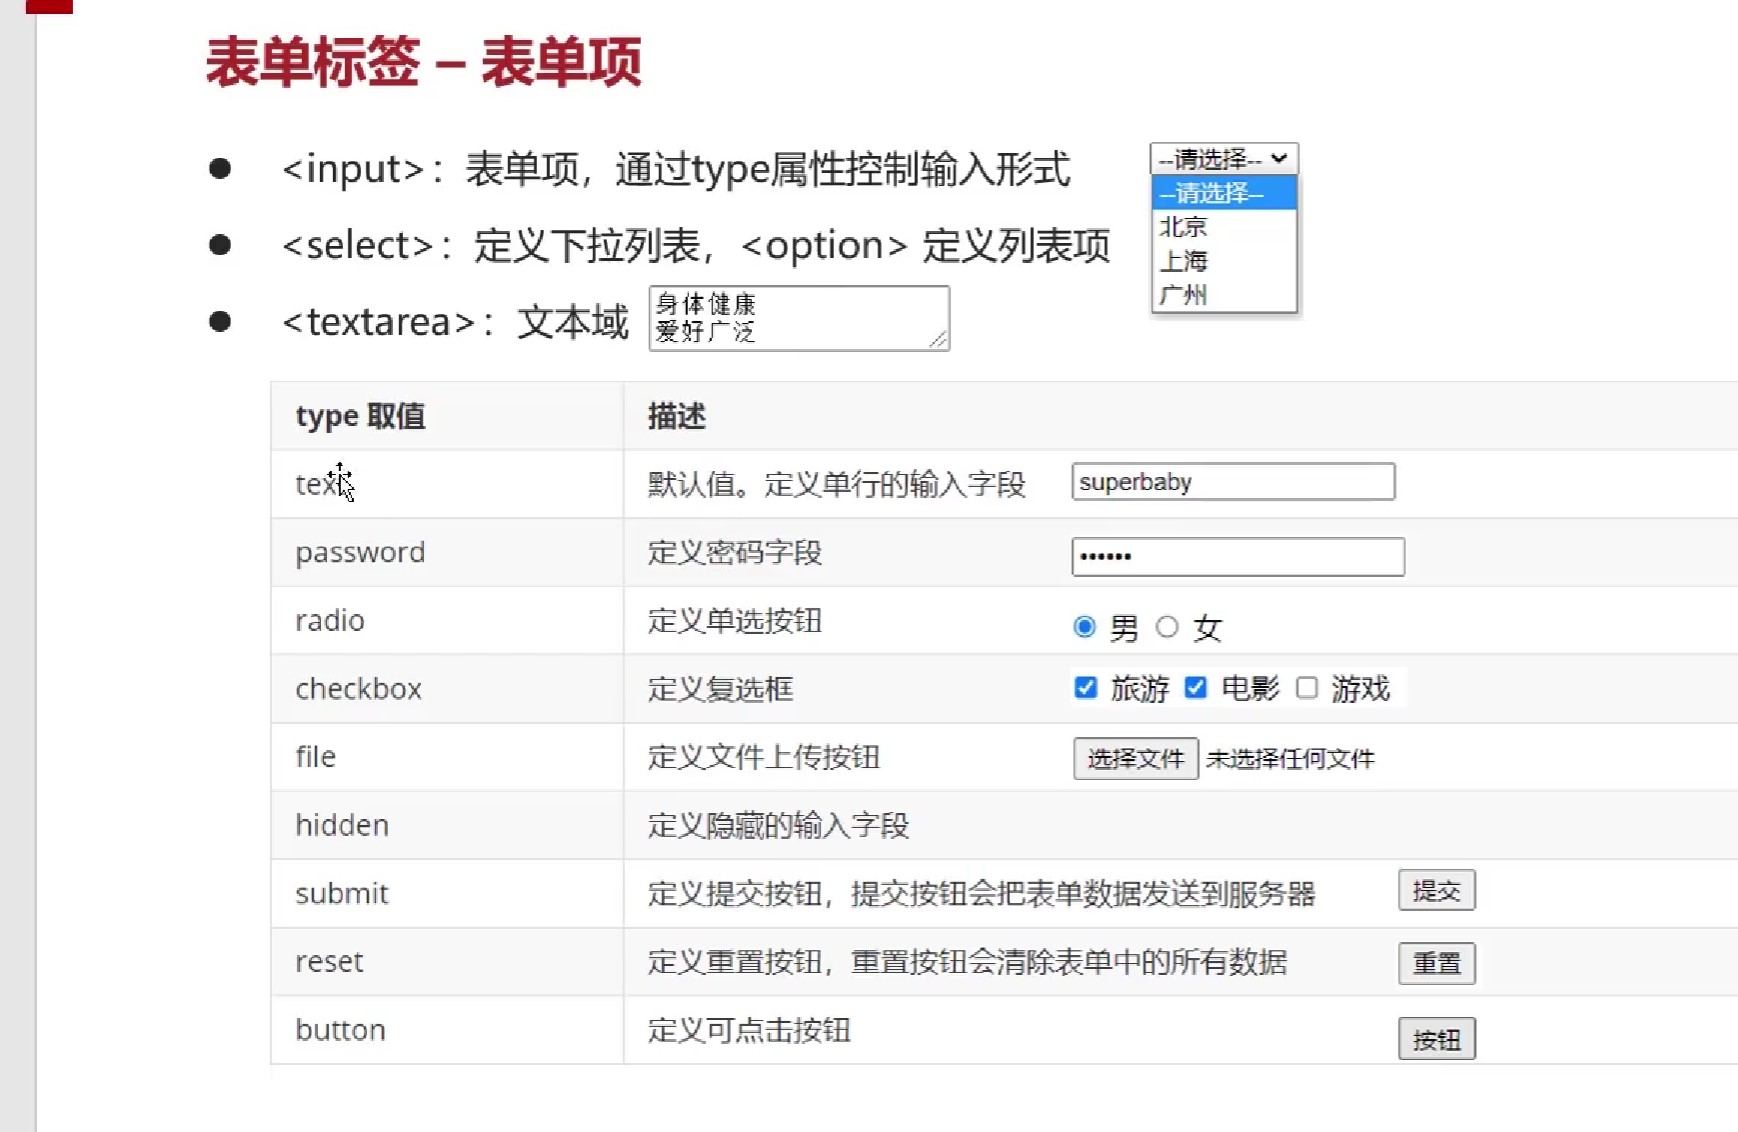 表单标签 – 表单项
● <input>：表单项，通过type属性控制输入形式
● <select>：定义下拉列表，<option> 定义列表项
--请选择--
--请选择--
北京
上海
广州
● <textarea>：文本域
身体健康
爱好广泛
type 取值 描述
text 默认值。定义单行的输入字段 superbaby
password 定义密码字段 ••••••
radio 定义单选按钮 男 女
checkbox 定义复选框 旅游 电影 游戏
file 定义文件上传按钮 选择文件 未选择任何文件
hidden 定义隐藏的输入字段
submit 定义提交按钮，提交按钮会把表单数据发送到服务器 提交
reset 定义重置按钮，重置按钮会清除表单中的所有数据 重置
button 定义可点击按钮 按钮